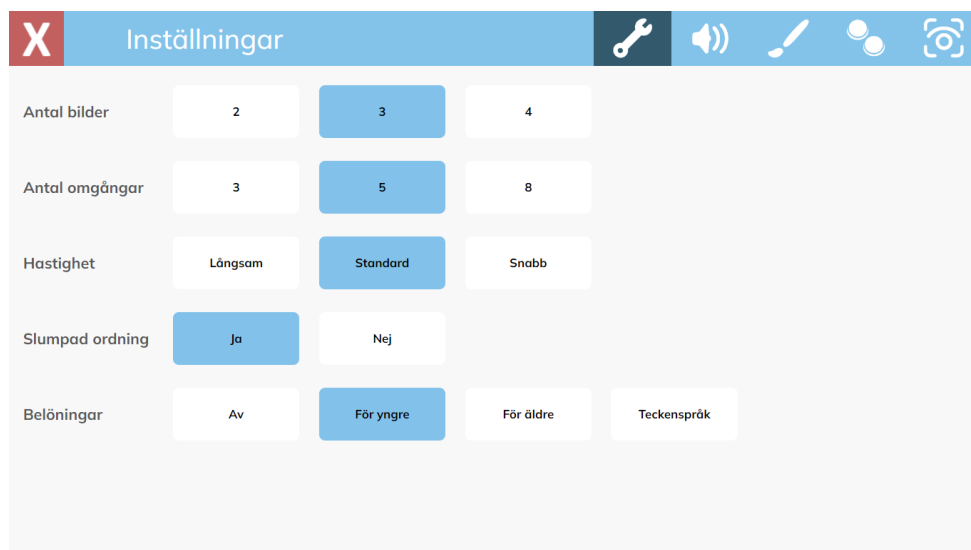 X Inställningar
Antal bilder 2 3 4
Antal omgångar 3 5 8
Hastighet Långsam Standard Snabb
Slumpad ordning Ja Nej
Belöningar Av För yngre För äldre Teckenspråk